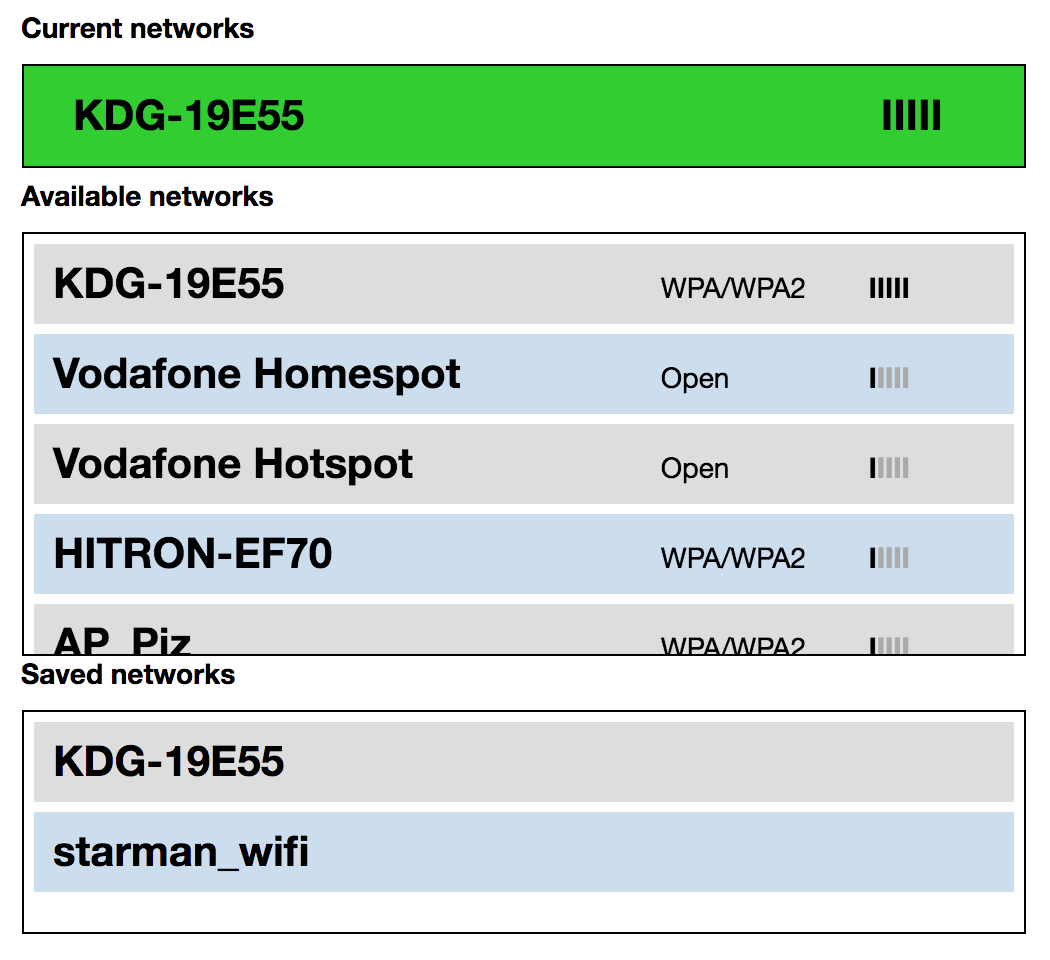 Current networks
KDG-19E55 IIIII
Available networks
KDG-19E55 WPA/WPA2 IIIII
Vodafone Homespot Open IIIII
Vodafone Hotspot Open IIIII
HITRON-EF70 WPA/WPA2 IIIII
AP_Piz WPA/WPA2 IIIII
Saved networks
KDG-19E55
starman_wifi